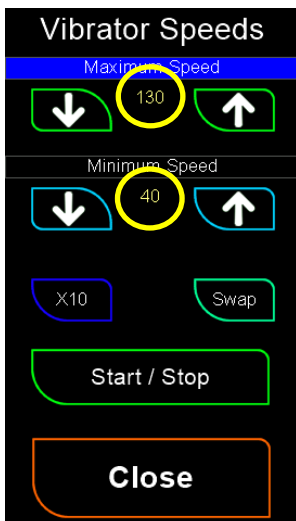 Vibrator Speeds
Maximum Speed
130
Minimum Speed
40
X10 Swap
Start / Stop
Close